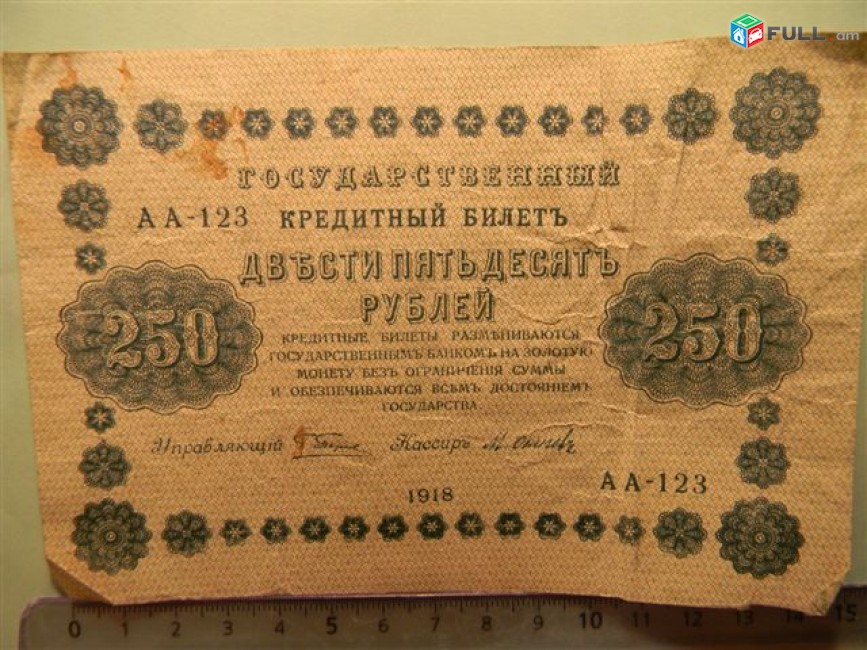 FULL am
ГОСУДАРСТВЕННЫЙ
АА-123 КРЕДИТНЫЙ БИЛЕТЪ
ДВѢСТИ ПЯТЬДЕСЯТЪ
РУБЛЕЙ
250 250
КРЕДИТНЫЕ БИЛЕТЫ РАЗМѢНИВАЮТСЯ
ГОСУДАРСТВЕННЫМЪ БАНКОМЪ НА ЗОЛОТУЮ
МОНЕТУ БЕЗЪ ОГРАНИЧЕНІЯ СУММЫ
И ОБЕЗПЕЧИВАЮТСЯ ВСѢМЪ ДОСТОЯНІЕМЪ
ГОСУДАРСТВА.
Управляющій Кассиръ
АА-123
1918
0 1 2 3 4 5 6 7 8 9 10 11 12 13 14 15